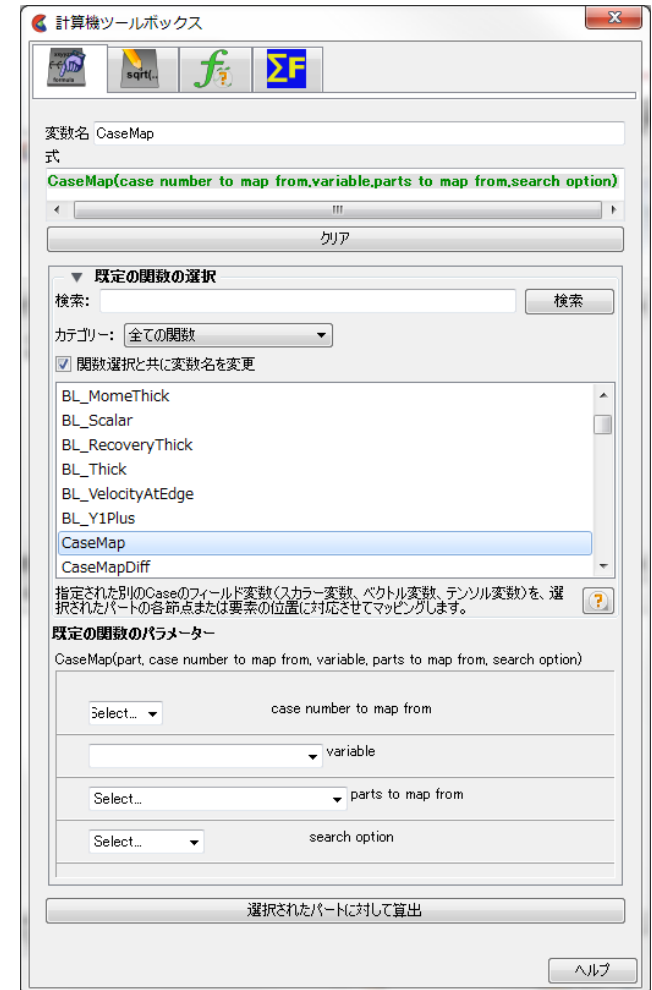 計算機ツールボックス
sqrt(..
ΣF
変数名 CaseMap
式
CaseMap(case number to map from,variable,parts to map from,search option)
クリア
▼ 既定の関数の選択
検索: 検索
カテゴリー: 全ての関数
関数選択と共に変数名を変更
BL_MomeThick
BL_Scalar
BL_RecoveryThick
BL_Thick
BL_VelocityAtEdge
BL_Y1Plus
CaseMap
CaseMapDiff
指定された別のCaseのフィールド変数(スカラー変数、ベクトル変数、テンソル変数)を、選
択されたパートの各節点または要素の位置に対応させてマッピングします。
既定の関数のパラメーター
CaseMap(part, case number to map from, variable, parts to map from, search option)
Select... case number to map from
variable
Select... parts to map from
Select... search option
選択されたパートに対して算出
ヘルプ